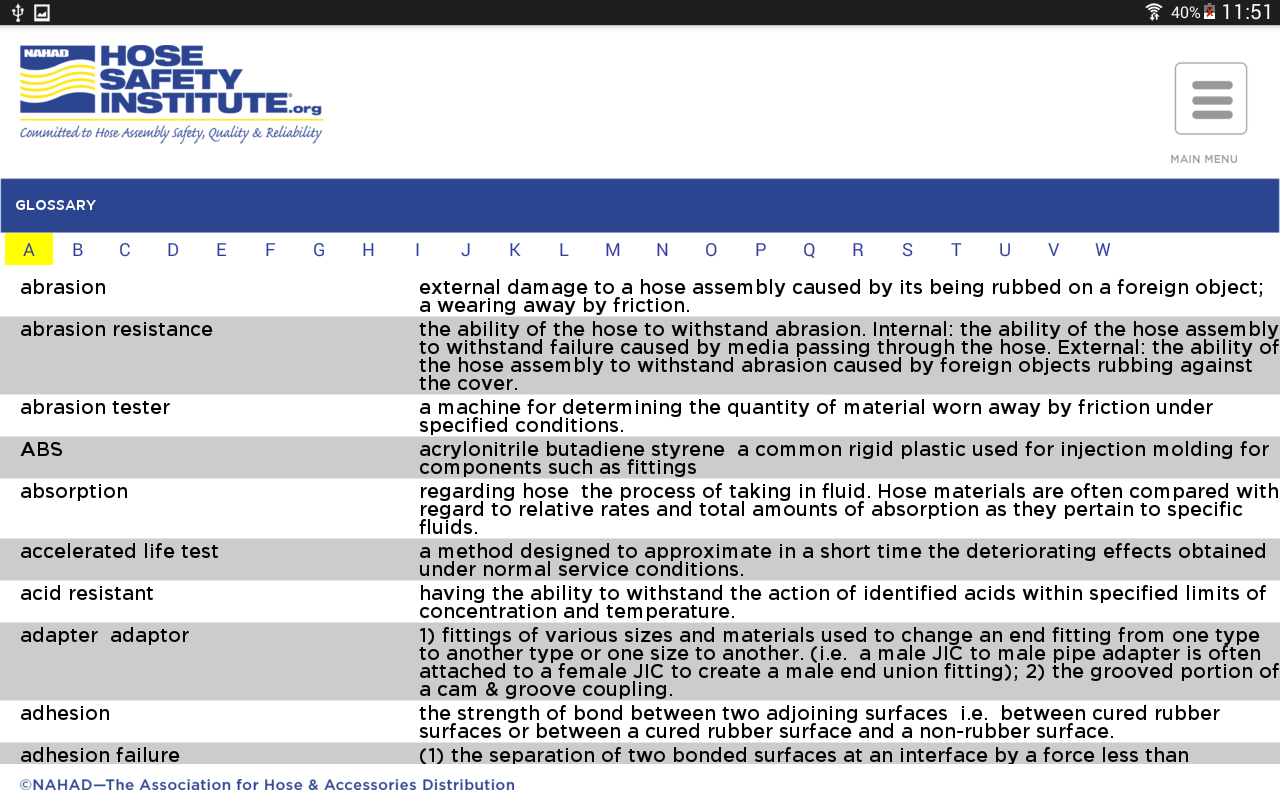 40% 11:51
NAHAD HOSE
SAFETY
INSTITUTE.org
Committed to Hose Assembly Safety, Quality & Reliability
MAIN MENU
GLOSSARY
A B C D E F G H I J K L M N O P Q R S T U V W
abrasion external damage to a hose assembly caused by its being rubbed on a foreign object;
a wearing away by friction.
abrasion resistance the ability of the hose to withstand abrasion. Internal: the ability of the hose assembly
to withstand failure caused by media passing through the hose. External: the ability of
the hose assembly to withstand abrasion caused by foreign objects rubbing against
the cover.
abrasion tester a machine for determining the quantity of material worn away by friction under
specified conditions.
ABS acrylonitrile butadiene styrene  a common rigid plastic used for injection molding for
components such as fittings
absorption regarding hose  the process of taking in fluid. Hose materials are often compared with
regard to relative rates and total amounts of absorption as they pertain to specific
fluids.
accelerated life test a method designed to approximate in a short time the deteriorating effects obtained
under normal service conditions.
acid resistant having the ability to withstand the action of identified acids within specified limits of
concentration and temperature.
adapter  adaptor 1) fittings of various sizes and materials used to change an end fitting from one type
to another type or one size to another. (i.e.  a male JIC to male pipe adapter is often
attached to a female JIC to create a male end union fitting); 2) the grooved portion of
a cam & groove coupling.
adhesion the strength of bond between two adjoining surfaces  i.e.  between cured rubber
surfaces or between a cured rubber surface and a non-rubber surface.
adhesion failure (1) the separation of two bonded surfaces at an interface by a force less than
©NAHAD—The Association for Hose & Accessories Distribution